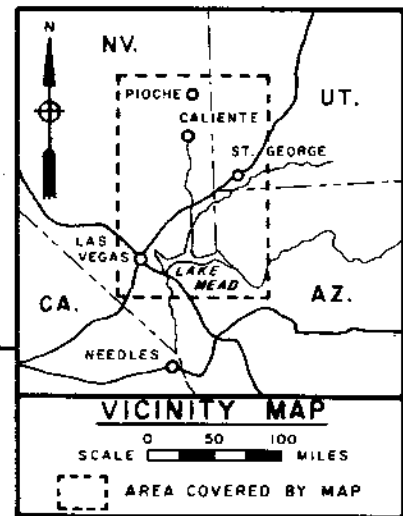 N
NV.
UT.
PIOCHE
CALIENTE
ST. GEORGE
LAS
VEGAS
LAKE
MEAD
CA.
AZ.
NEEDLES
VICINITY MAP
0 50 100
SCALE MILES
AREA COVERED BY MAP